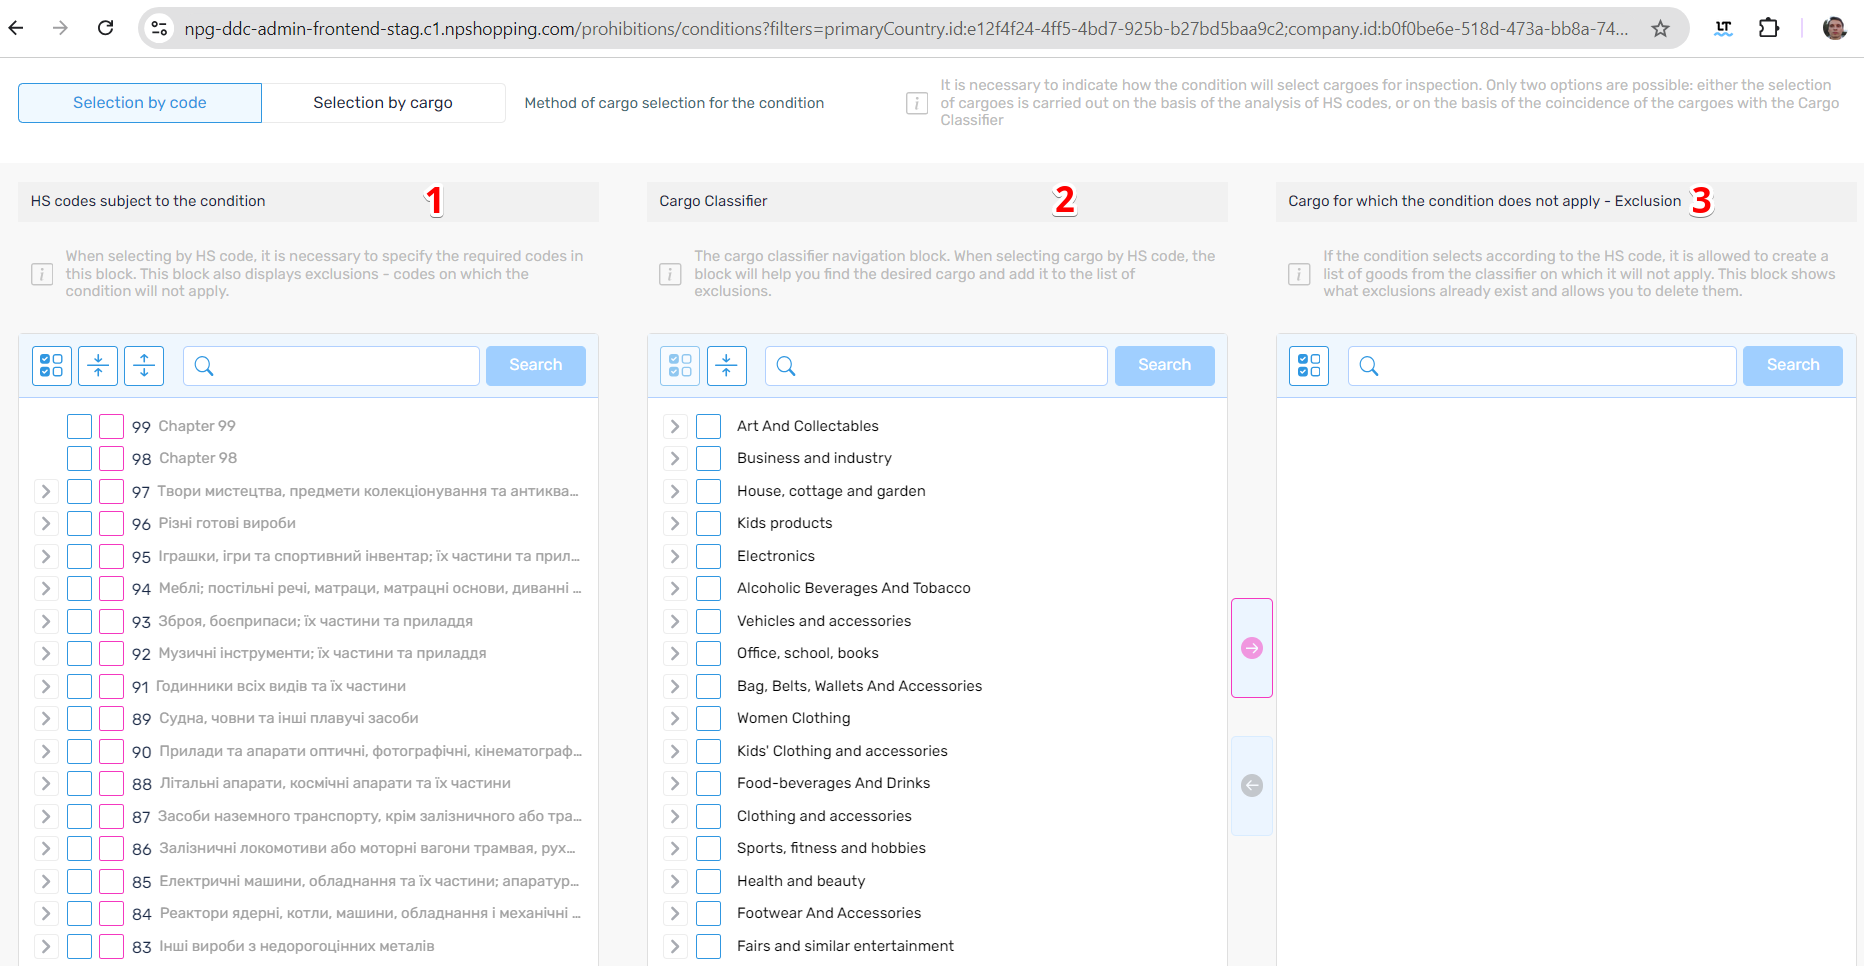 npg-ddc-admin-frontend-stag.c1.npshopping.com/prohibitions/conditions?filters=primaryCountry.id:e12f4f24-4ff5-4bd7-925b-b27bd5baa9c2;company.id:b0f0be6e-518d-473a-bb8a-74...
LT
Selection by code
Selection by cargo
Method of cargo selection for the condition
It is necessary to indicate how the condition will select cargoes for inspection. Only two options are possible: either the selection
of cargoes is carried out on the basis of the analysis of HS codes, or on the basis of the coincidence of the cargoes with the Cargo
Classifier
HS codes subject to the condition
1
When selecting by HS code, it is necessary to specify the required codes in
this block. This block also displays exclusions - codes on which the
condition will not apply.
Search
99 Chapter 99
98 Chapter 98
97 Твори мистецтва, предмети колекціонування та антиква...
96 Різні готові вироби
95 Іграшки, ігри та спортивний інвентар; їх частини та прил...
94 Меблі; постільні речі, матраци, матрацні основи, диванні ...
93 Зброя, боєприпаси; їх частини та приладдя
92 Музичні інструменти; їх частини та приладдя
91 Годинники всіх видів та їх частини
89 Судна, човни та інші плавучі засоби
90 Прилади та апарати оптичні, фотографічні, кінематограф...
88 Літальні апарати, космічні апарати та їх частини
87 Засоби наземного транспорту, крім залізничного або тра...
86 Залізничні локомотиви або моторні вагони трамвая, рух...
85 Електричні машини, обладнання та їх частини; апаратур...
84 Реактори ядерні, котли, машини, обладнання і механічні ...
83 Інші вироби з недорогоцінних металів
Cargo Classifier
2
The cargo classifier navigation block. When selecting cargo by HS code, the
block will help you find the desired cargo and add it to the list of
exclusions.
Search
Art And Collectables
Business and industry
House, cottage and garden
Kids products
Electronics
Alcoholic Beverages And Tobacco
Vehicles and accessories
Office, school, books
Bag, Belts, Wallets And Accessories
Women Clothing
Kids' Clothing and accessories
Food-beverages And Drinks
Clothing and accessories
Sports, fitness and hobbies
Health and beauty
Footwear And Accessories
Fairs and similar entertainment
Cargo for which the condition does not apply - Exclusion
3
If the condition selects according to the HS code, it is allowed to create a
list of goods from the classifier on which it will not apply. This block shows
what exclusions already exist and allows you to delete them.
Search